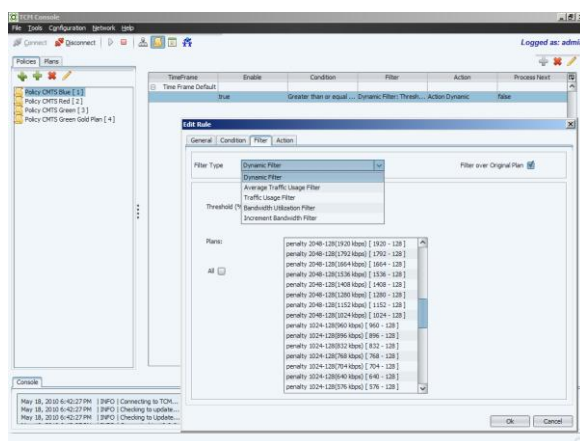 TCM Console
File Tools Configuration Network Help
Connect Disconnect
Logged as: admi
Policies Plans
Policy CMTS Blue [ 1 ]
Policy CMTS Red [ 2 ]
Policy CMTS Green [ 3 ]
Policy CMTS Green Gold Plan [ 4 ]
TimeFrame Enable Condition Filter Action Process Next
Time Frame Default
true Greater than or equal ... Dynamic Filter: Thresh... Action Dynamic false
Edit Rule
General Condition Filter Action
Filter Type Dynamic Filter Filter over Original Plan
Dynamic Filter
Average Traffic Usage Filter
Traffic Usage Filter
Threshold (% Bandwidth Utilization Filter
Increment Bandwidth Filter
Plans:
All
penalty 2048-128(1920 kbps) [ 1920 - 128 ]
penalty 2048-128(1792 kbps) [ 1792 - 128 ]
penalty 2048-128(1664 kbps) [ 1664 - 128 ]
penalty 2048-128(1536 kbps) [ 1536 - 128 ]
penalty 2048-128(1408 kbps) [ 1408 - 128 ]
penalty 2048-128(1280 kbps) [ 1280 - 128 ]
penalty 2048-128(1152 kbps) [ 1152 - 128 ]
penalty 2048-128(1024 kbps) [ 1024 - 128 ]
penalty 1024-128(960 kbps) [ 960 - 128 ]
penalty 1024-128(896 kbps) [ 896 - 128 ]
penalty 1024-128(832 kbps) [ 832 - 128 ]
penalty 1024-128(768 kbps) [ 768 - 128 ]
penalty 1024-128(704 kbps) [ 704 - 128 ]
penalty 1024-128(640 kbps) [ 640 - 128 ]
penalty 1024-128(576 kbps) [ 576 - 128 ]
Console
May 18, 2010 6:42:27 PM | INFO | Connecting to TCM...
May 18, 2010 6:42:27 PM | INFO | Checking to update...
May 18, 2010 6:42:27 PM | INFO | Checking to Update...
Ok Cancel